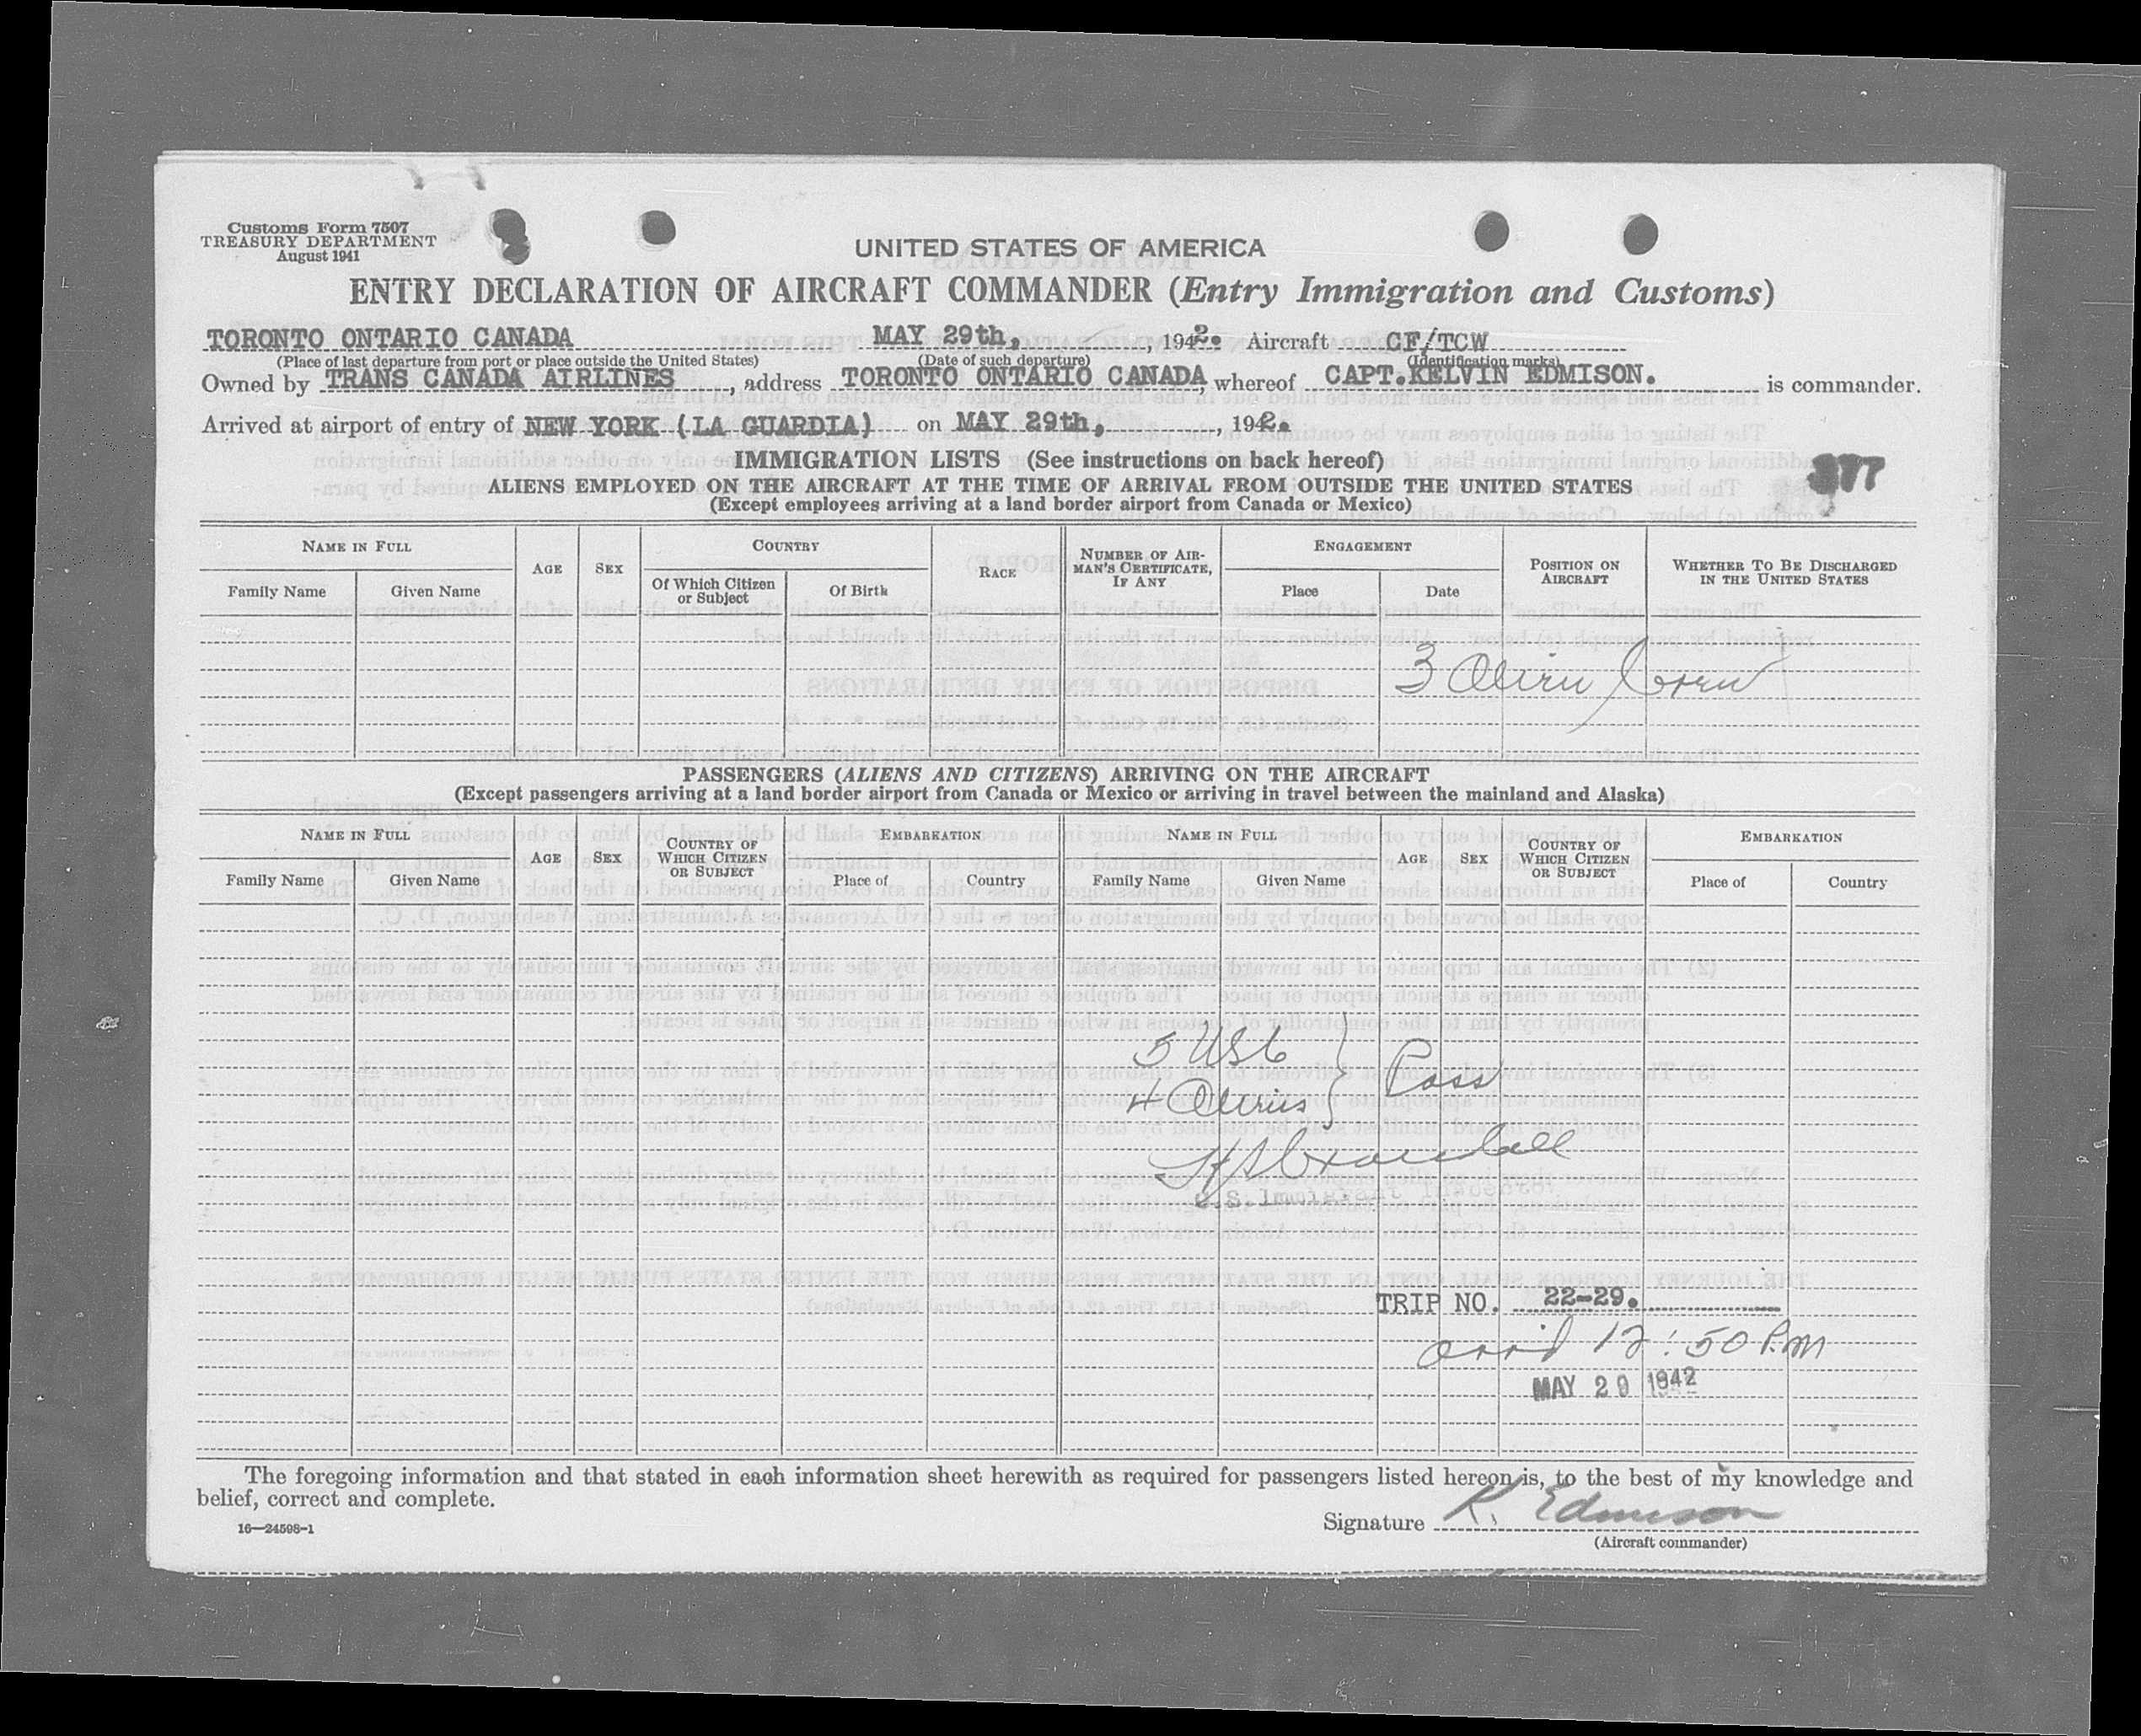 Customs Form 7507
TREASURY DEPARTMENT
August 1941
UNITED STATES OF AMERICA
ENTRY DECLARATION OF AIRCRAFT COMMANDER (Entry Immigration and Customs)
TORONTO ONTARIO CANADA MAY 29th, , 1942. Aircraft CF/TCW
(Place of last departure from port or place outside the United States) (Date of such departure) (Identification marks)
Owned by TRANS CANADA AIRLINES , address TORONTO ONTARIO CANADA, whereof CAPT.KELVIN EDMISON. is commander.
Arrived at airport of entry of NEW YORK (LA GUARDIA) on MAY 29th, , 1942.
IMMIGRATION LISTS (See instructions on back hereof)
377
ALIENS EMPLOYED ON THE AIRCRAFT AT THE TIME OF ARRIVAL FROM OUTSIDE THE UNITED STATES
(Except employees arriving at a land border airport from Canada or Mexico)
NAME IN FULL AGE SEX COUNTRY RACE NUMBER OF AIRMAN'S CERTIFICATE, IF ANY ENGAGEMENT POSITION ON AIRCRAFT WHETHER TO BE DISCHARGED IN THE UNITED STATES
Family Name Given Name Of Which Citizen or Subject Of Birth Place Date
3 Alien Crew
PASSENGERS (ALIENS AND CITIZENS) ARRIVING ON THE AIRCRAFT
(Except passengers arriving at a land border airport from Canada or Mexico or arriving in travel between the mainland and Alaska)
NAME IN FULL AGE SEX COUNTRY OF WHICH CITIZEN OR SUBJECT EMBARKATION NAME IN FULL AGE SEX COUNTRY OF WHICH CITIZEN OR SUBJECT EMBARKATION
Family Name Given Name Place of Country Family Name Given Name Place of Country
5 USC
4 Aliens } Pass
U.S. Immigrant Inspector
TRIP NO. 22-29.
arrid 12:50 P.M
MAY 29 1942
The foregoing information and that stated in each information sheet herewith as required for passengers listed hereon is, to the best of my knowledge and
belief, correct and complete.
Signature K. Edmison
16—24598-1
(Aircraft commander)